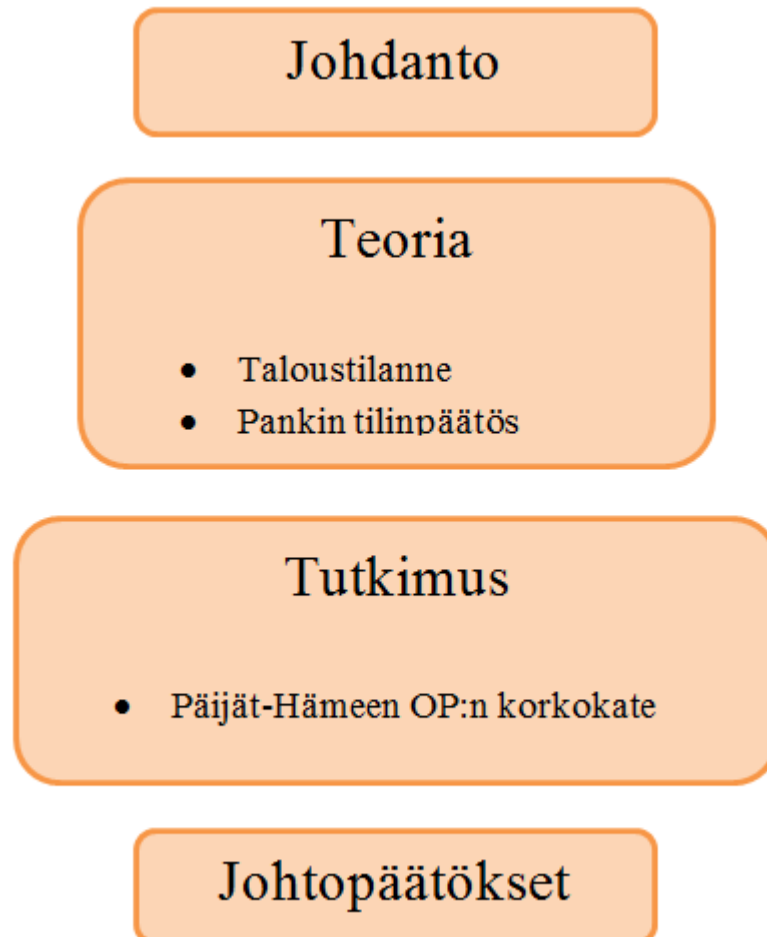 Johdanto
Teoria
• Taloustilanne
• Pankin tilinpäätös
Tutkimus
• Päijät-Hämeen OP:n korkokate
Johtopäätökset